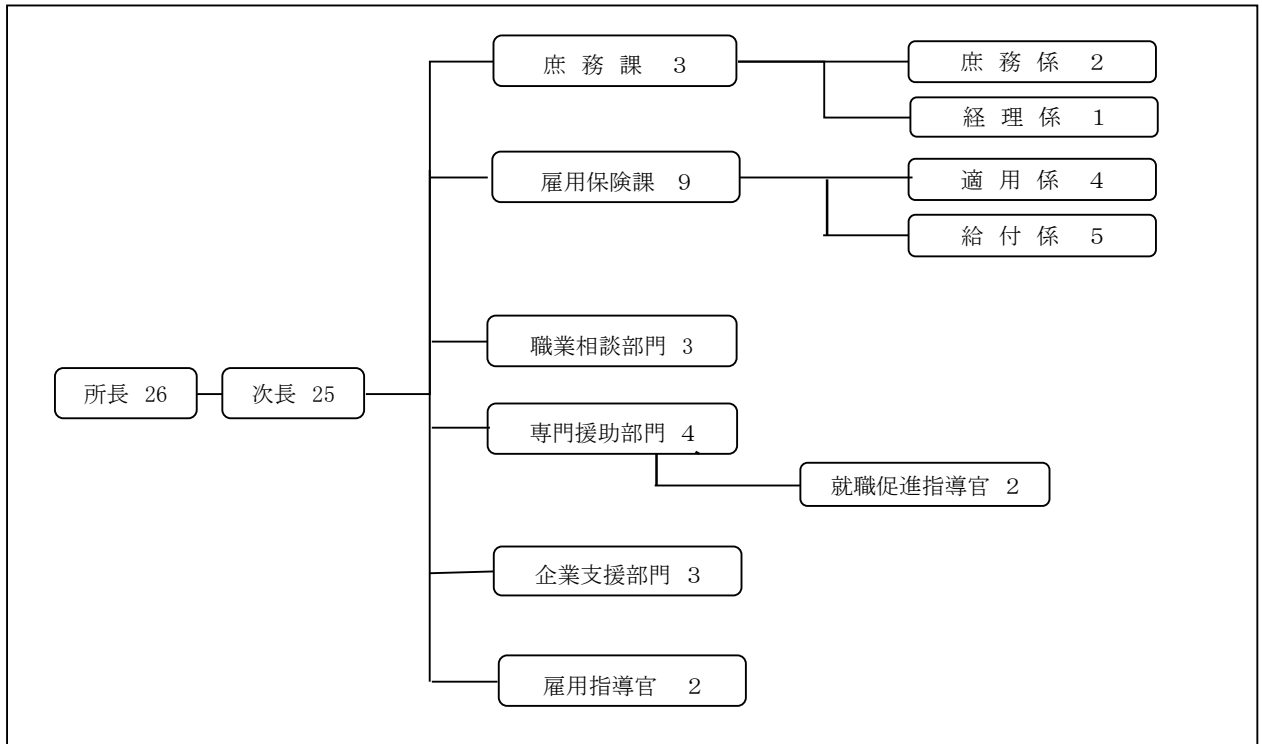 庶 務 課　3
庶 務 係　2
経 理 係　1
雇用保険課　9
適 用 係　4
給 付 係　5
職業相談部門 3
所長 26
次長 25
専門援助部門 4
就職促進指導官 2
企業支援部門 3
雇用指導官　2